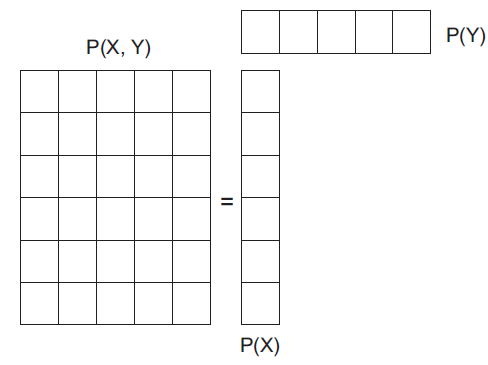 P(Y)
P(X, Y)
=
P(X)